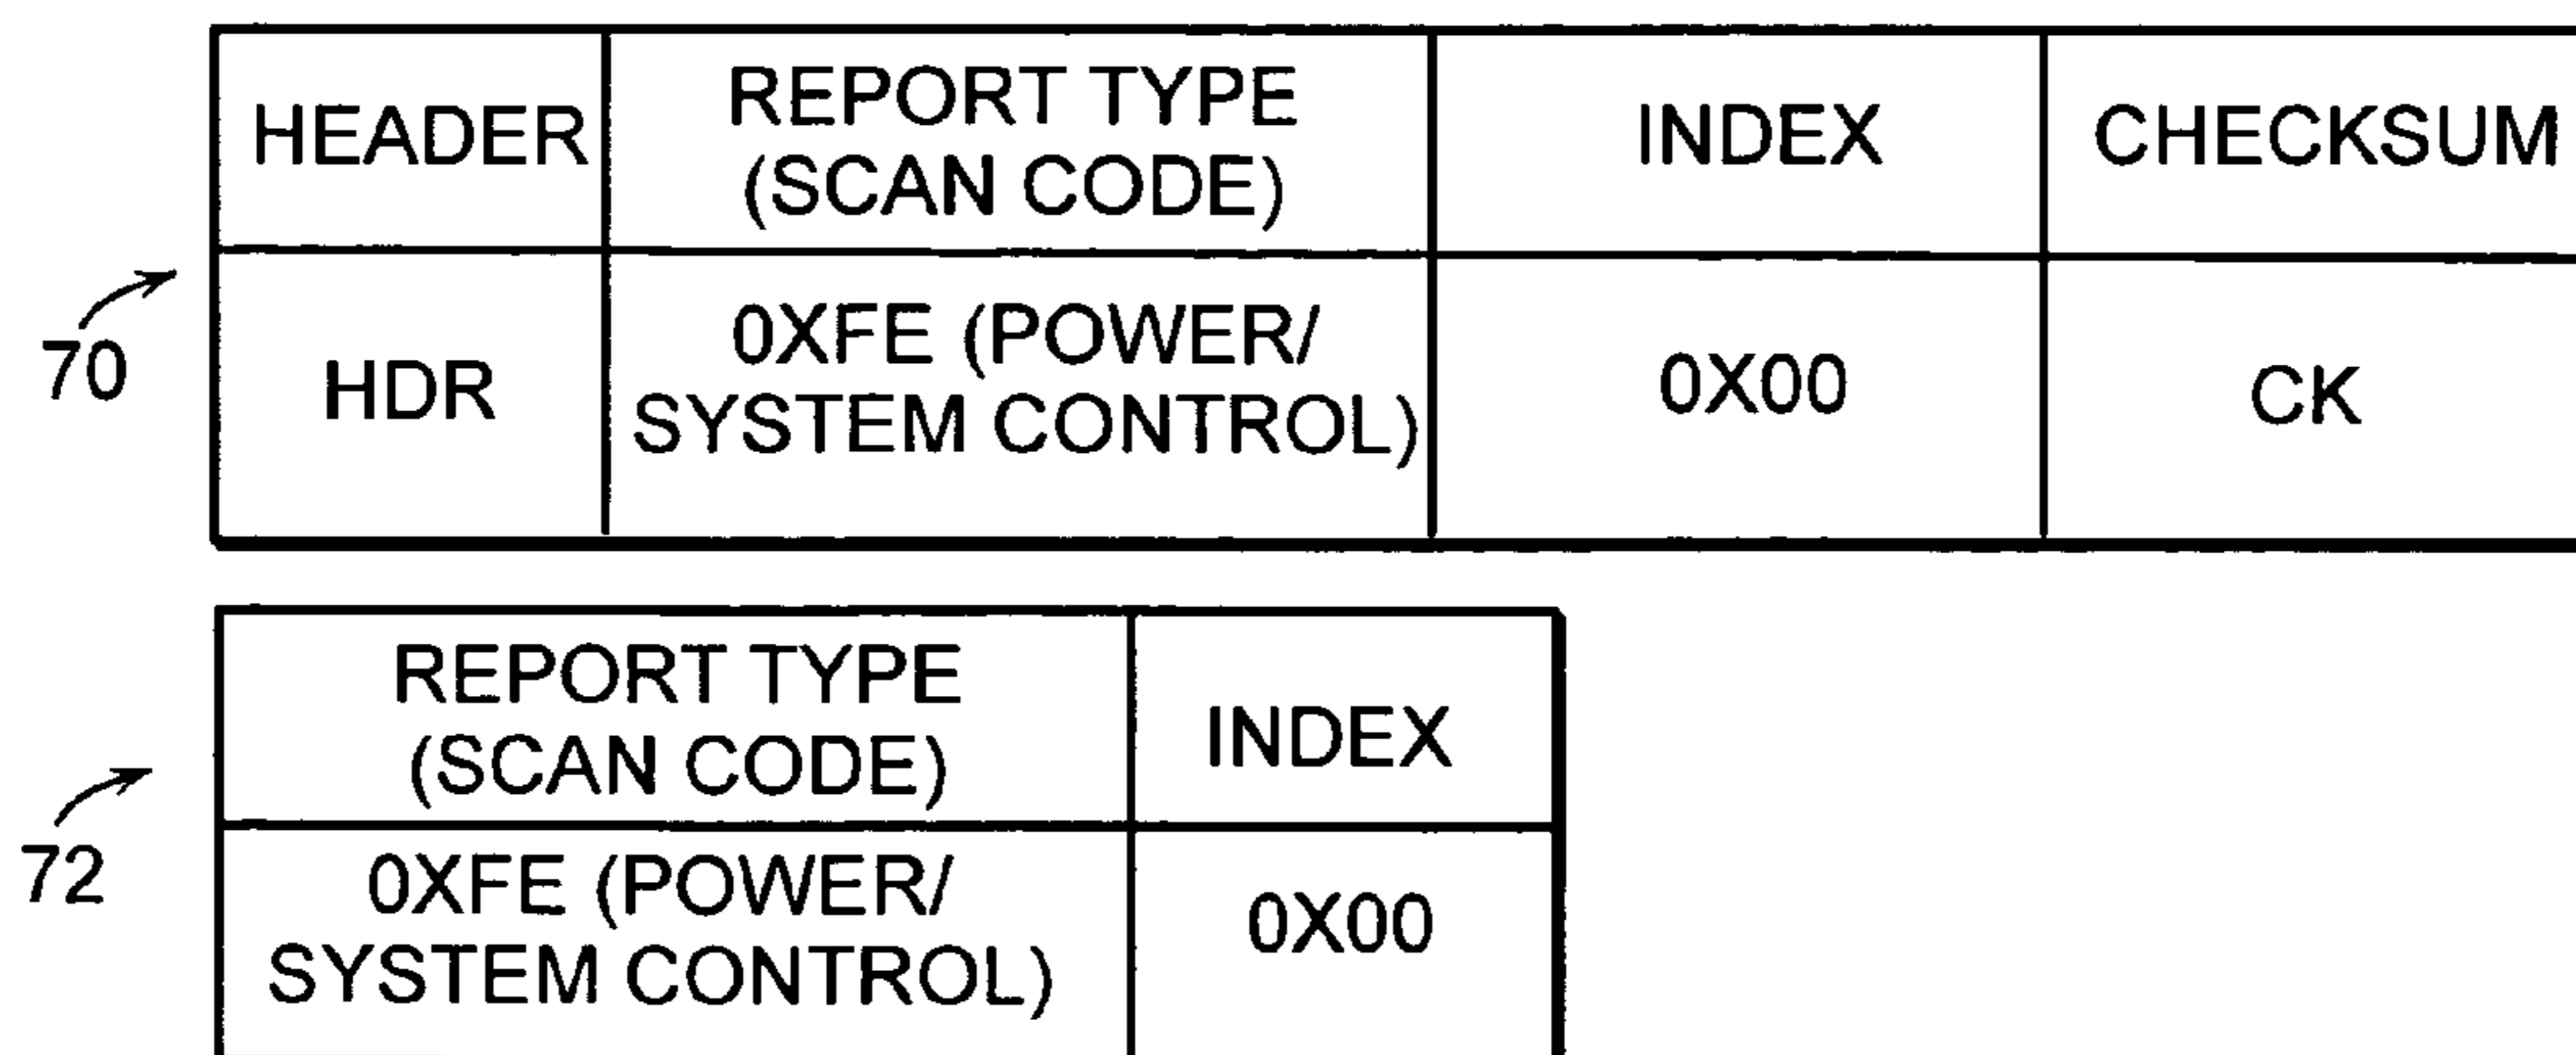 HEADER
REPORT TYPE
(SCAN CODE)
INDEX
CHECKSUM
70
HDR
0XFE (POWER/
SYSTEM CONTROL)
0X00
CK
REPORT TYPE
(SCAN CODE)
INDEX
72
0XFE (POWER/
SYSTEM CONTROL)
0X00